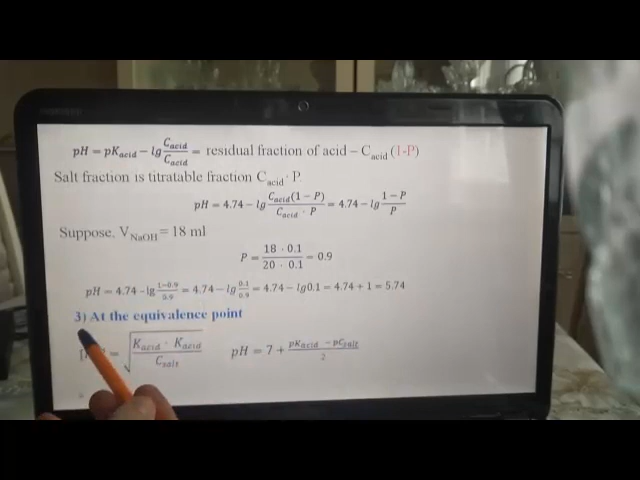 pH = pK_acid − lg C_acid/C_acid = residual fraction of acid – C_acid (1-P)
Salt fraction is titratable fraction C_acid · P.
pH = 4.74 − lg C_acid(1 − P)/C_acid · P = 4.74 − lg 1 − P/P
Suppose, V_NaOH = 18 ml
P = 18 · 0.1/20 · 0.1 = 0.9
pH = 4.74 - lg 1−0.9/0.9 = 4.74 − lg 0.1/0.9 = 4.74 − lg0.1 = 4.74 + 1 = 5.74
3) At the equivalence point
= √K_acid · K_acid/C_salt pH = 7 + pK_acid − pC_salt/2